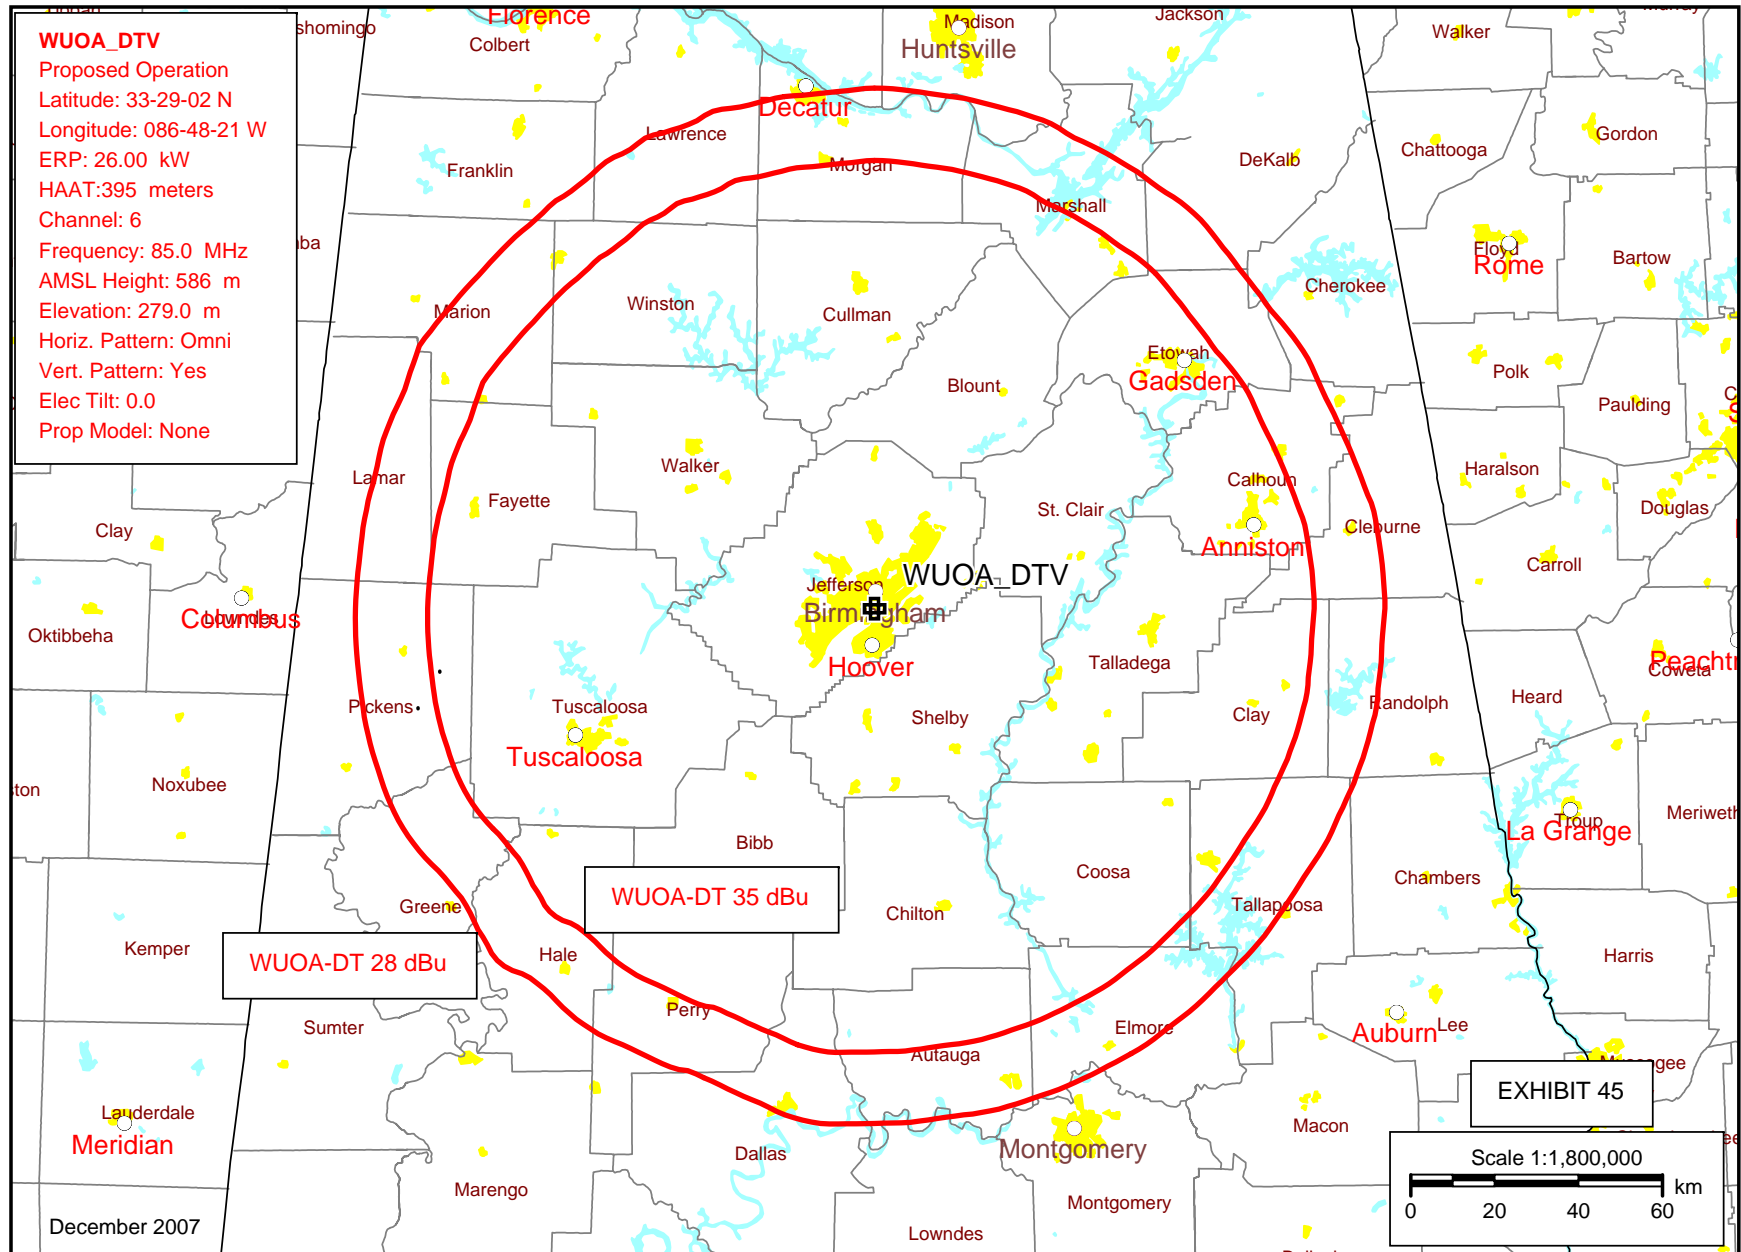 WUOA_DTV
Proposed Operation
Latitude: 33-29-02 N
Longitude: 086-48-21 W
ERP: 26.00 kW
HAAT:395 meters
Channel: 6
Frequency: 85.0 MHz
AMSL Height: 586 m
Elevation: 279.0 m
Horiz. Pattern: Omni
Vert. Pattern: Yes
Elec Tilt: 0.0
Prop Model: None
shomingo
Florence
Colbert
Madison
Huntsville
Jackson
Walker
Decatur
Lawrence
Gordon
Chattooga
DeKalb
Franklin
Morgan
Marshall
ba
Floyd
Rome
Bartow
Cherokee
Marion
Winston
Cullman
Etowah
Gadsden
Blount
Polk
Paulding
Walker
Haralson
Lamar
Fayette
Calhoun
St. Clair
Douglas
Clay
Cleburne
Anniston
Carroll
WUOA_DTV
Jefferson
Birmingham
Columbus
Lowndes
Oktibbeha
Hoover
Talladega
Peachtr
Coweta
Heard
Pickens
Tuscaloosa
Shelby
Clay
Randolph
Tuscaloosa
ston
Noxubee
Meriweth
Troup
La Grange
Bibb
Coosa
Chambers
WUOA-DT 35 dBu
Greene
Chilton
Tallapoosa
Kemper
Hale
Harris
WUOA-DT 28 dBu
Perry
Sumter
Elmore
Auburn
Lee
Autauga
Muscogee
EXHIBIT 45
Lauderdale
Meridian
Macon
Montgomery
Dallas
Marengo
Montgomery
Lowndes
Scale 1:1,800,000
km
0 20 40 60
December 2007